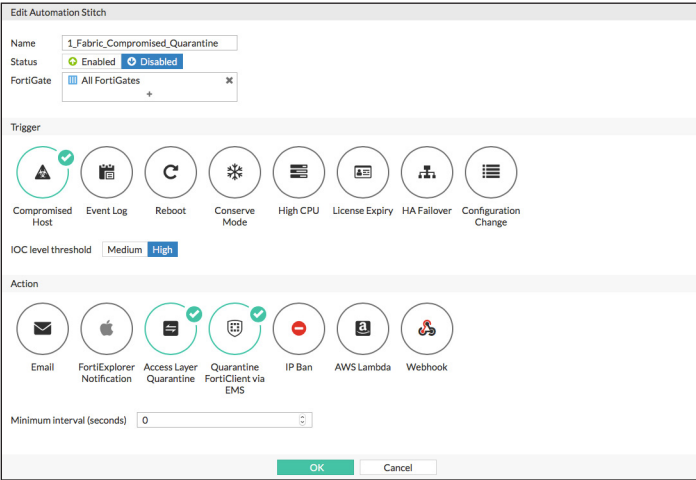 Edit Automation Stitch
Name 1_Fabric_Compromised_Quarantine
Status Enabled Disabled
FortiGate All FortiGates
+
Trigger
Compromised Host
Event Log
Reboot
Conserve Mode
High CPU
License Expiry
HA Failover
Configuration Change
IOC level threshold Medium High
Action
a
Email
FortiExplorer Notification
Access Layer Quarantine
Quarantine FortiClient via EMS
IP Ban
AWS Lambda
Webhook
Minimum interval (seconds) 0
OK Cancel